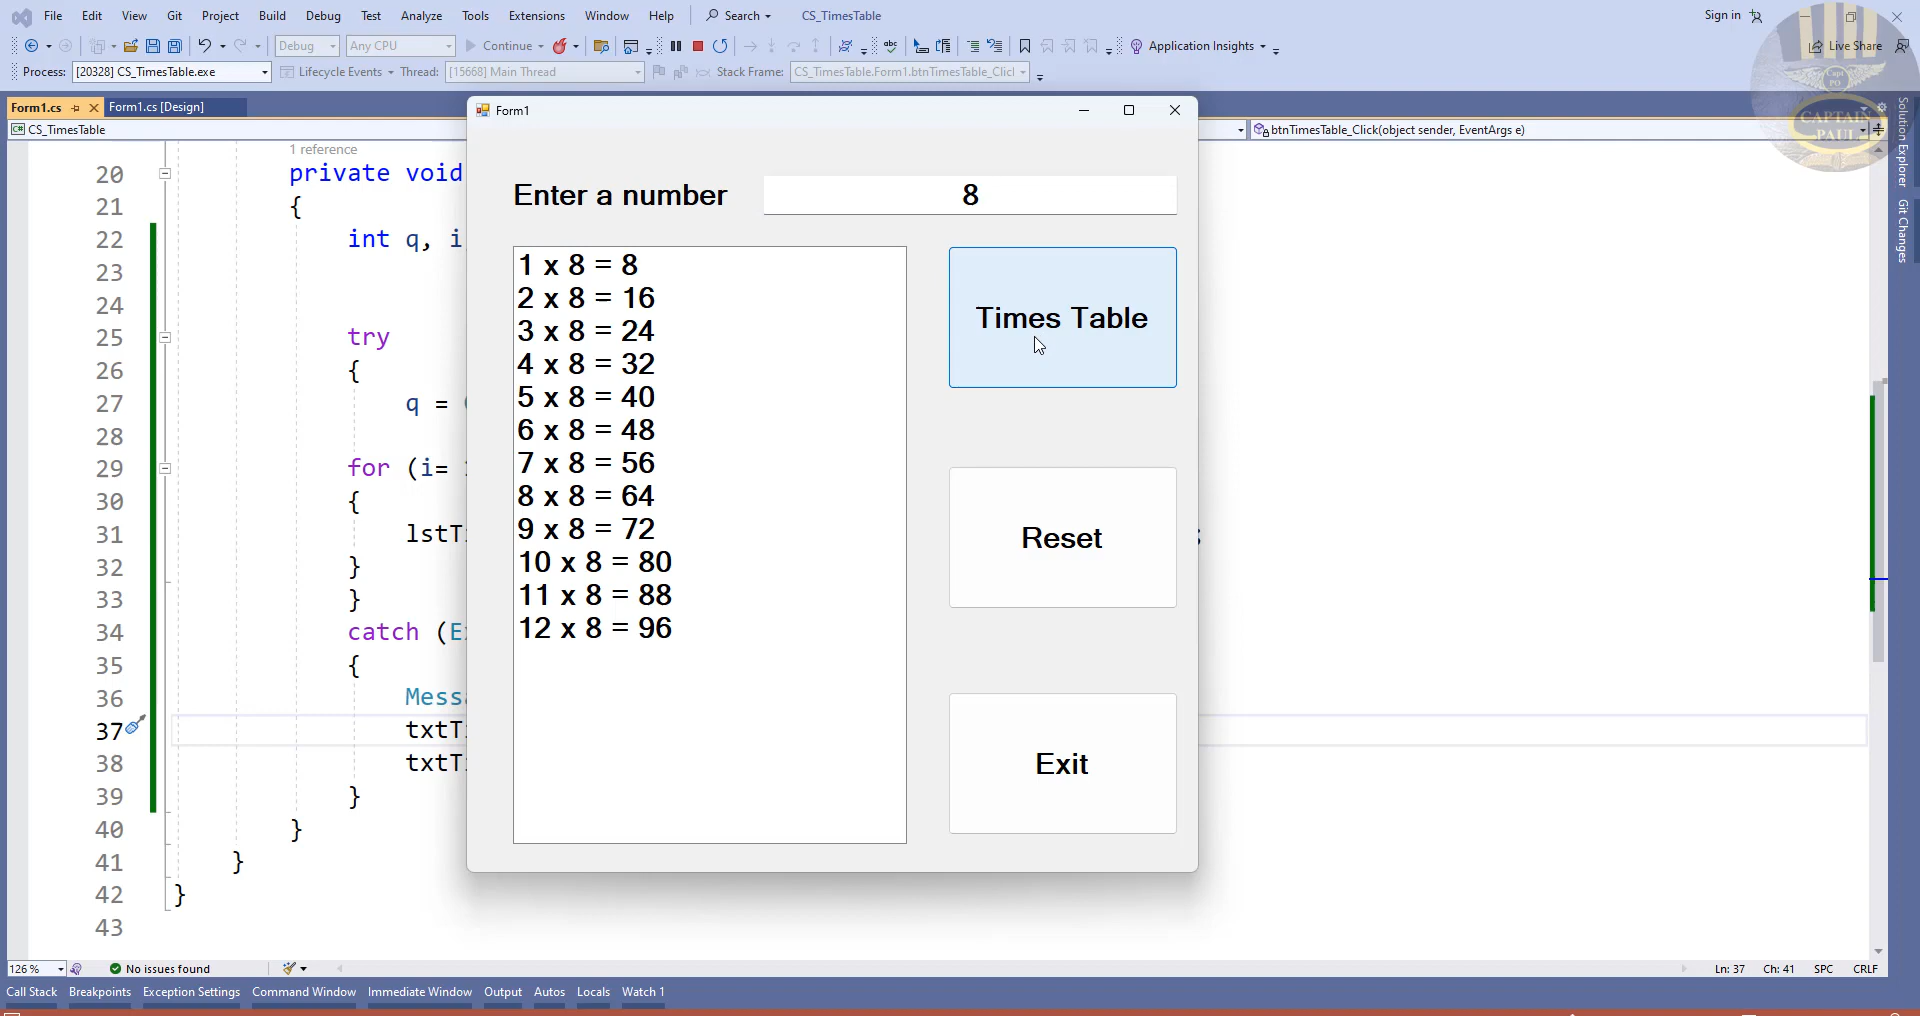 File Edit View Git Project Build Debug Test Analyze Tools Extensions Window Help Search CS_TimesTable Sign in
Debug Any CPU Continue Application Insights Live Share
Process: [20328] CS_TimesTable.exe Lifecycle Events Thread: [15668] Main Thread Stack Frame: CS_TimesTable.Form1.btnTimesTable_Clicl
Form1.cs Form1.cs [Design]
CS_TimesTable
btnTimesTable_Click(object sender, EventArgs e)
Solution Explorer
Git Changes
Capt
PO
CAPTAIN
PAUL
1 reference
20 private void
21 {
22 int q, i
23
24
25 try
26 {
27 q =
28
29 for (i=
30 {
31 lstT
32 }
33 }
34 catch (E
35 {
36 Mess
37 txtT
38 txtT
39 }
40 }
41 }
42 }
43
Form1
Enter a number 8
1 x 8 = 8
2 x 8 = 16
3 x 8 = 24
4 x 8 = 32
5 x 8 = 40
6 x 8 = 48
7 x 8 = 56
8 x 8 = 64
9 x 8 = 72
10 x 8 = 80
11 x 8 = 88
12 x 8 = 96
Times Table
Reset
Exit
126 % No issues found Ln: 37 Ch: 41 SPC CRLF
Call Stack Breakpoints Exception Settings Command Window Immediate Window Output Autos Locals Watch 1